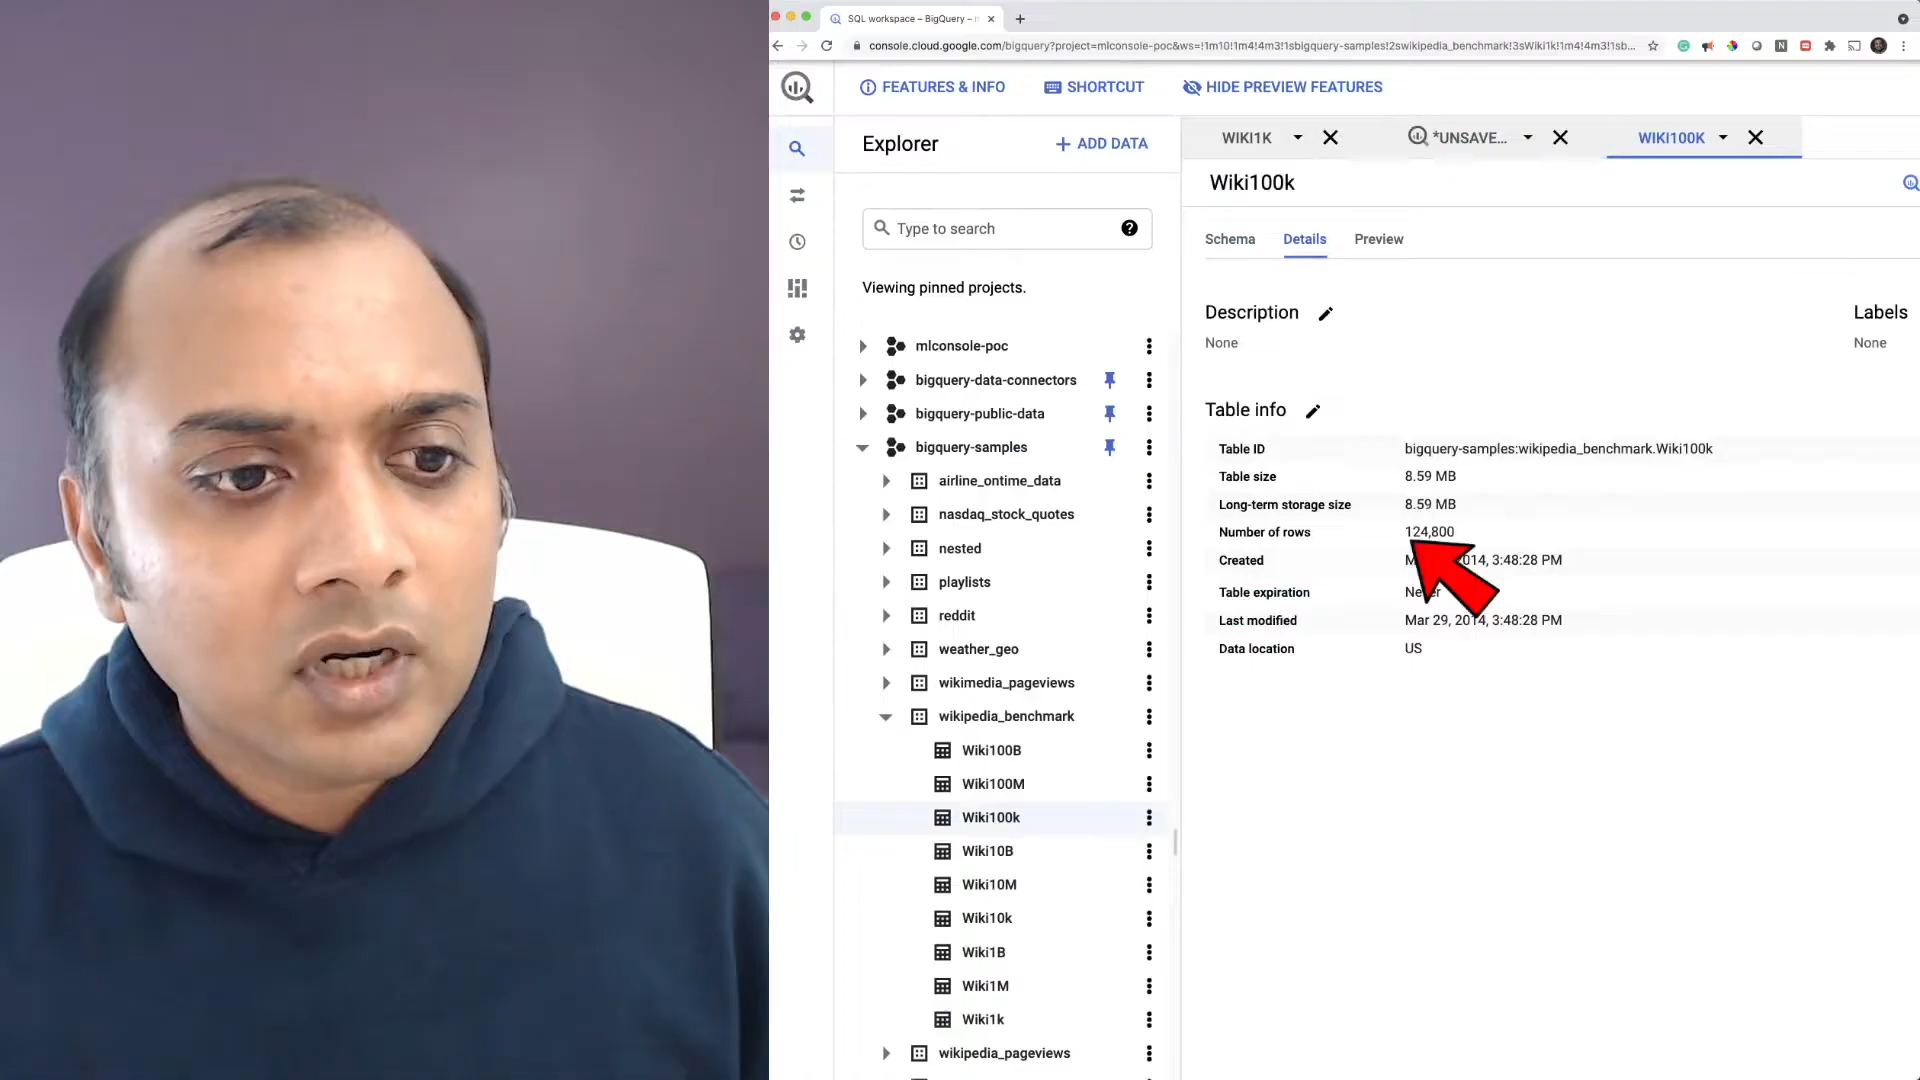 SQL workspace – BigQuery –
console.cloud.google.com/bigquery?project=mlconsole-poc&ws=!1m10!1m4!4m3!1sbigquery-samples!2swikipedia_benchmark!3sWiki1k!1m4!4m3!1sb...
FEATURES & INFO
SHORTCUT
HIDE PREVIEW FEATURES
Explorer
ADD DATA
WIKI1K
*UNSAVE...
WIKI100K
Wiki100k
Type to search
Schema
Details
Preview
Viewing pinned projects.
Description
Labels
None
None
mlconsole-poc
bigquery-data-connectors
bigquery-public-data
bigquery-samples
airline_ontime_data
nasdaq_stock_quotes
nested
playlists
reddit
weather_geo
wikimedia_pageviews
wikipedia_benchmark
Wiki100B
Wiki100M
Wiki100k
Wiki10B
Wiki10M
Wiki10k
Wiki1B
Wiki1M
Wiki1k
wikipedia_pageviews
Table info
Table ID bigquery-samples:wikipedia_benchmark.Wiki100k
Table size 8.59 MB
Long-term storage size 8.59 MB
Number of rows 124,800
Created 2014, 3:48:28 PM
Table expiration Never
Last modified Mar 29, 2014, 3:48:28 PM
Data location US